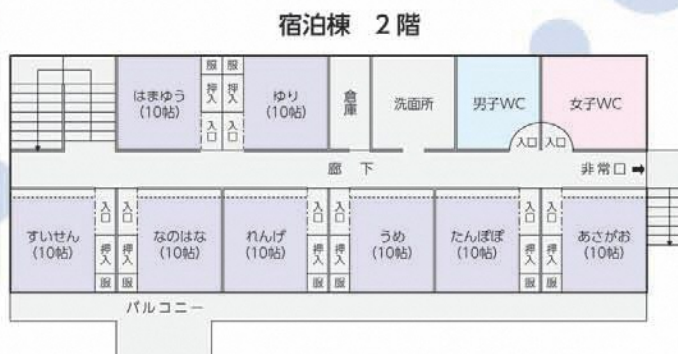 宿泊棟 2階
はまゆう
(10帖)
服
押入
入口
服
押入
入口
ゆり
(10帖)
倉庫
洗面所
男子WC
女子WC
入口
入口
廊 下
非常口➡
すいせん
(10帖)
入口
押入
服
入口
押入
服
なのはな
(10帖)
れんげ
(10帖)
入口
押入
服
入口
押入
服
うめ
(10帖)
たんぽぽ
(10帖)
入口
押入
服
入口
押入
服
あさがお
(10帖)
バルコニー